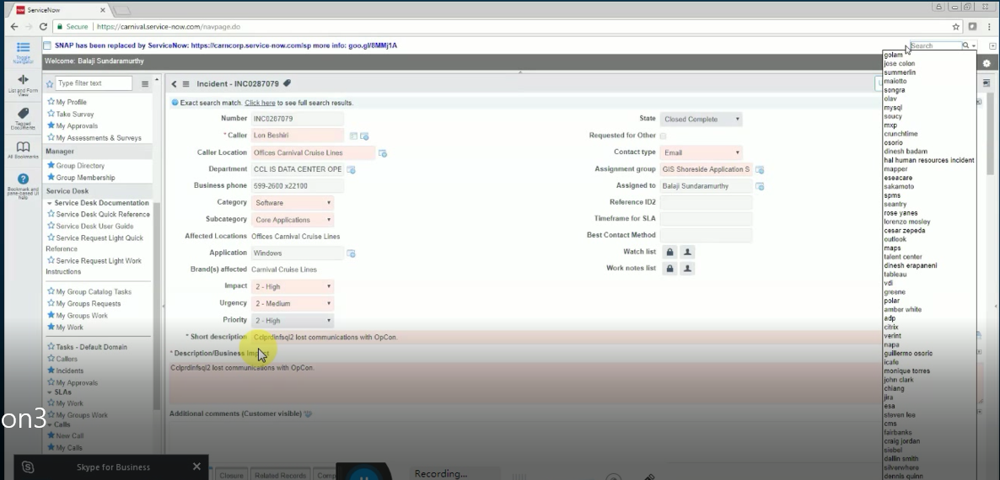 ServiceNow
Secure
https://carnival.service-now.com/navpage.do
SNAP has been replaced by ServiceNow: https://carncorp.service-now.com/sp more info: goo.gl/8MMj1A
Search
Welcome: Balaji Sundaramurthy
Toggle Navigator
List and Form View
Tagged Documents
All Bookmarks
Bookmark and pane-based UI help
Type filter text
My Profile
Take Survey
My Approvals
My Assessments & Surveys
Manager
Group Directory
Group Membership
Service Desk
Service Desk Documentation
Service Desk Quick Reference
Service Desk User Guide
Service Request Light Quick
Reference
Service Request Light Work
Instructions
My Group Catalog Tasks
My Groups Requests
My Groups Work
My Work
Tasks - Default Domain
Callers
Incidents
My Approvals
SLAs
My Work
My Groups Work
Calls
New Call
My Calls
Incident - INC0287079
Exact search match. Click here to see full search results.
Number INC0287079
* Caller Lon Beshiri
Caller Location Offices Carnival Cruise Lines
Department CCL IS DATA CENTER OPE
Business phone 599-2600 x22100
Category Software
Subcategory Core Applications
Affected Locations Offices Carnival Cruise Lines
Application Windows
Brand(s) affected Carnival Cruise Lines
Impact 2 - High
Urgency 2 - Medium
Priority 2 - High
State Closed Complete
Requested for Other
Contact type Email
Assignment group GIS Shoreside Application S
Assigned to Balaji Sundaramurthy
Reference ID2
Timeframe for SLA
Best Contact Method
Watch list
Work notes list
* Short description Cclprdinfsql2 lost communications with OpCon.
* Description/Business Impact
Cclprdinfsql2 lost communications with OpCon.
Additional comments (Customer visible)
Closure
Related Records
Comp
golam
jose colon
summerlin
maiotto
songra
olav
mysql
soucy
mxp
crunchtime
osorio
dinesh badam
hal human resources incident
mapper
eseacare
sakamoto
spms
seantry
rose yanes
lorenzo mosley
cesar zepeda
outlook
maps
talent center
dinesh erapaneni
tableau
vdi
greene
polar
amber white
adp
citrix
verint
napa
guillermo osorio
icafe
monique torres
john clark
chiang
jira
esa
steven lee
cms
fairbanks
craig jordan
siebel
dallin smith
silverwhere
dennis quinn
on3
Skype for Business
Recording...